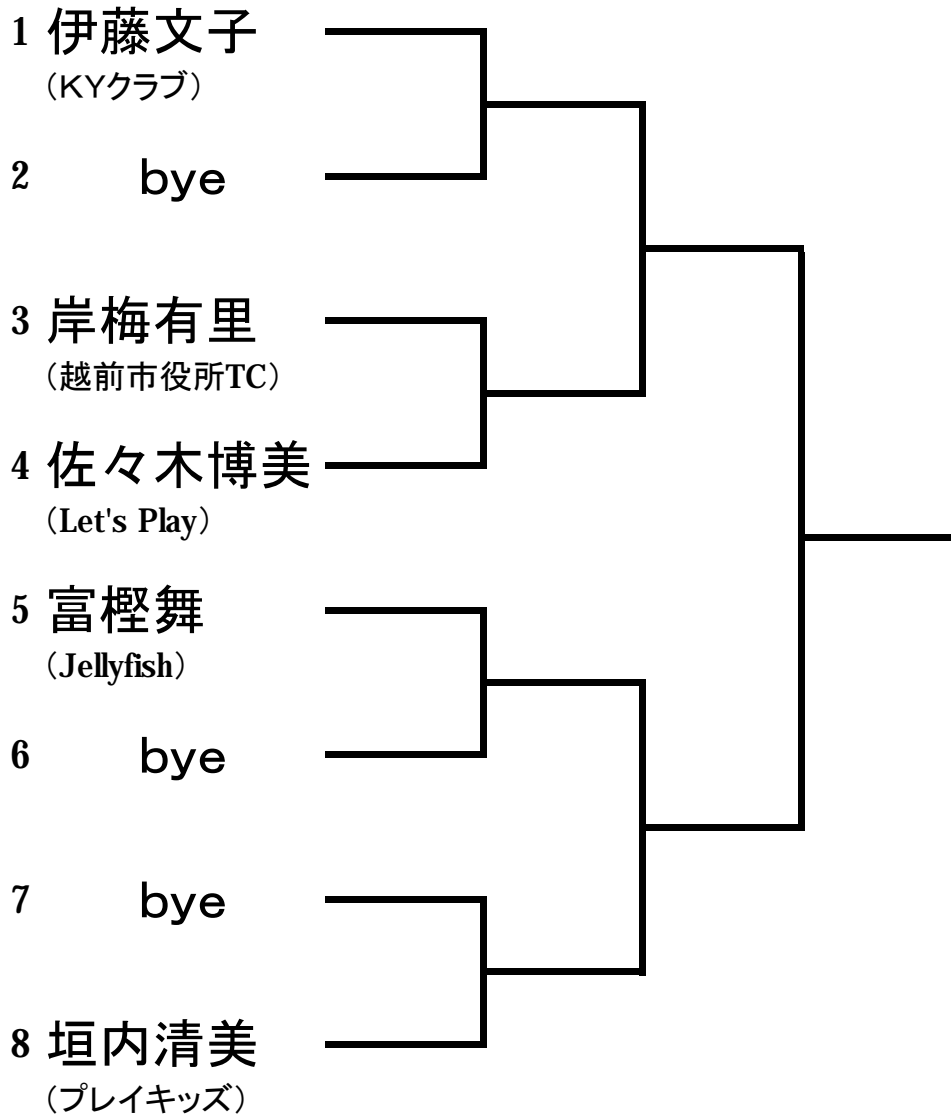 1 伊藤文子
（KYクラブ）
2 bye
3 岸梅有里
（越前市役所TC）
4 佐々木博美
（Let's Play）
5 富樫舞
（Jellyfish）
6 bye
7 bye
8 垣内清美
（プレイキッズ）